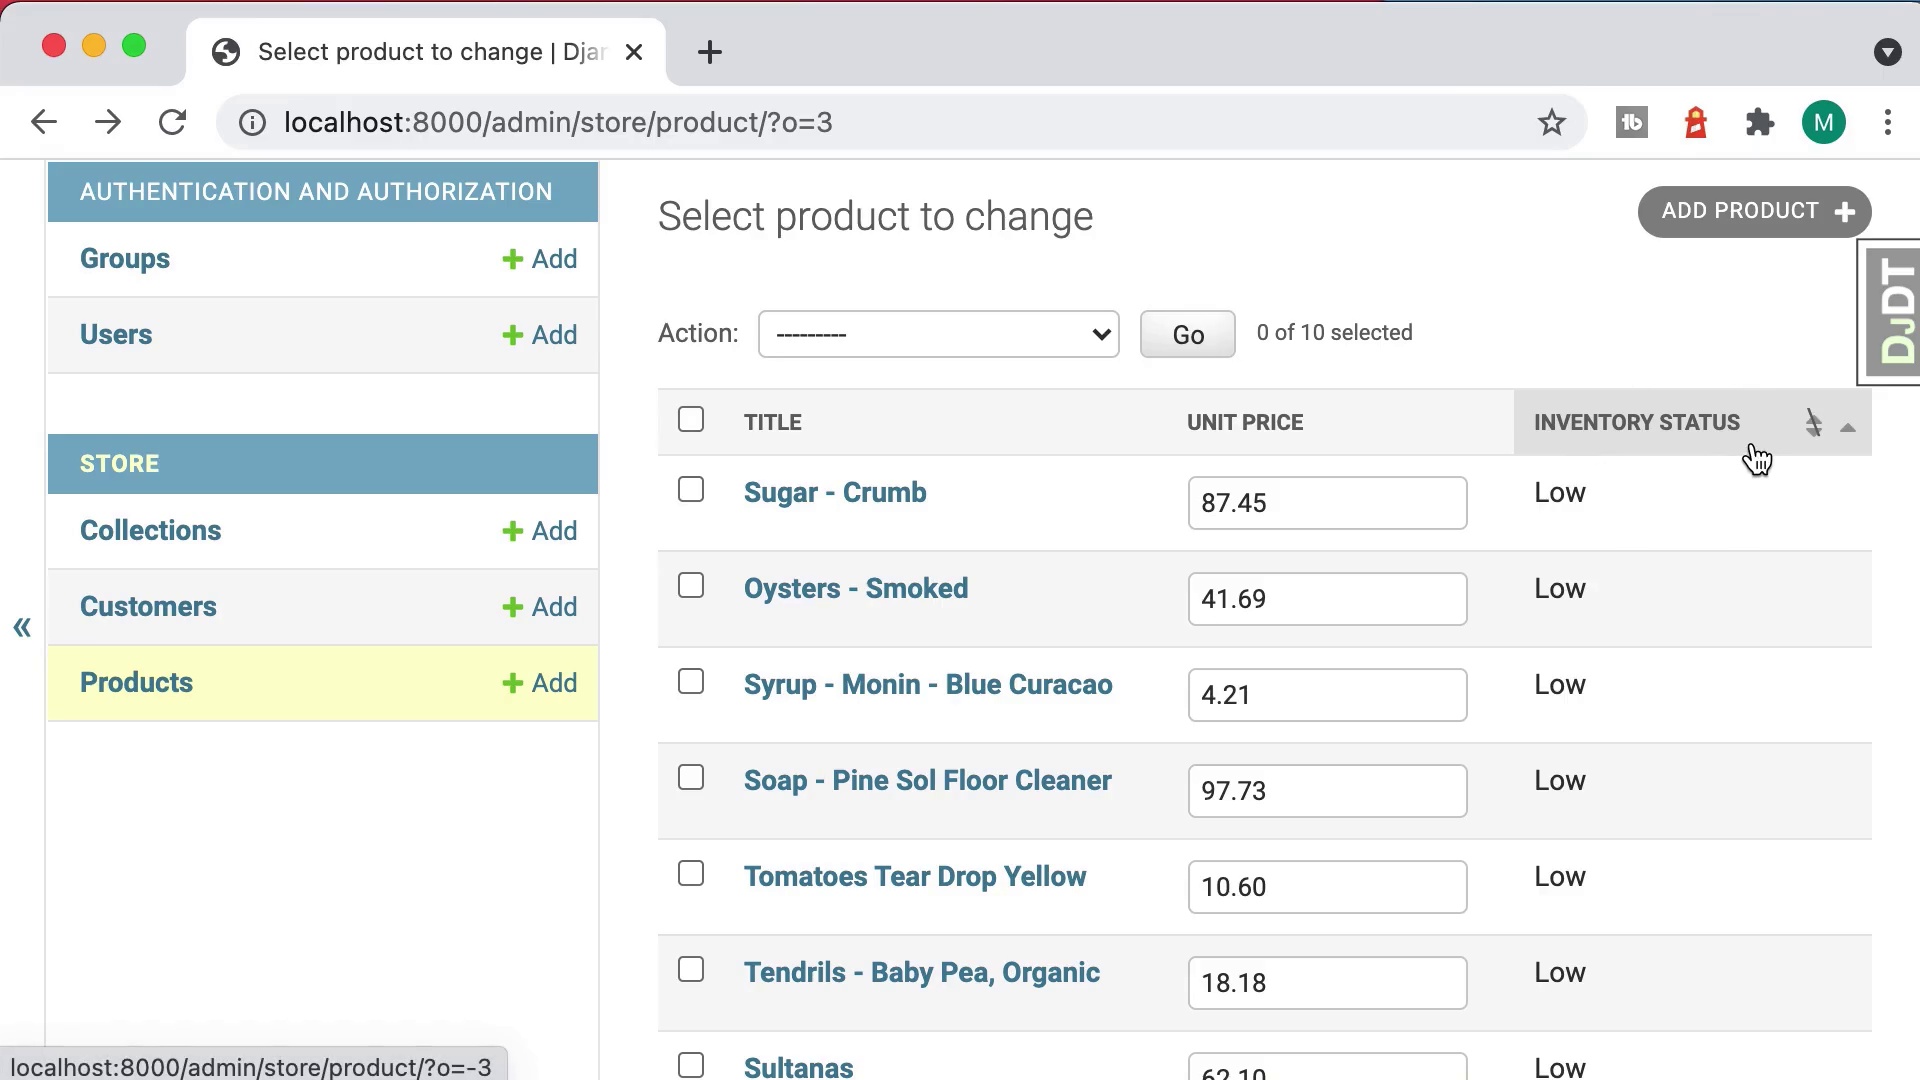 Select product to change | Djan
localhost:8000/admin/store/product/?o=3
M
AUTHENTICATION AND AUTHORIZATION
Groups
Add
Users
Add
STORE
Collections
Add
Customers
Add
Products
Add
«
Select product to change
ADD PRODUCT
DJDT
Action: ---------
Go
0 of 10 selected
TITLE UNIT PRICE INVENTORY STATUS
Sugar - Crumb 87.45 Low
Oysters - Smoked 41.69 Low
Syrup - Monin - Blue Curacao 4.21 Low
Soap - Pine Sol Floor Cleaner 97.73 Low
Tomatoes Tear Drop Yellow 10.60 Low
Tendrils - Baby Pea, Organic 18.18 Low
Sultanas 62.10 Low
localhost:8000/admin/store/product/?o=-3